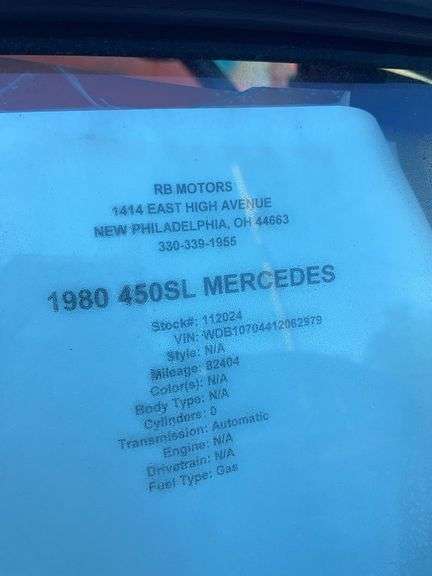 RB MOTORS
1414 EAST HIGH AVENUE
NEW PHILADELPHIA, OH 44663
330-339-1955
1980 450SL MERCEDES
Stock#: 112024
VIN: WDB10704412062979
Style: N/A
Mileage: 82404
Color(s): N/A
Body Type: N/A
Cylinders: 0
Transmission: Automatic
Engine: N/A
Drivetrain: N/A
Fuel Type: Gas